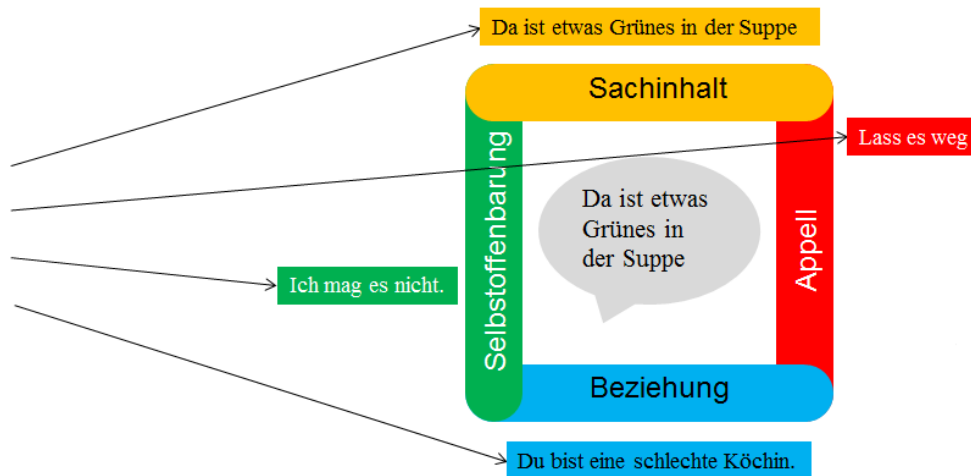 Da ist etwas Grünes in der Suppe
Sachinhalt
Lass es weg
Selbstoffenbarung
Da ist etwas
Grünes in
der Suppe
Appell
Ich mag es nicht.
Beziehung
Du bist eine schlechte Köchin.